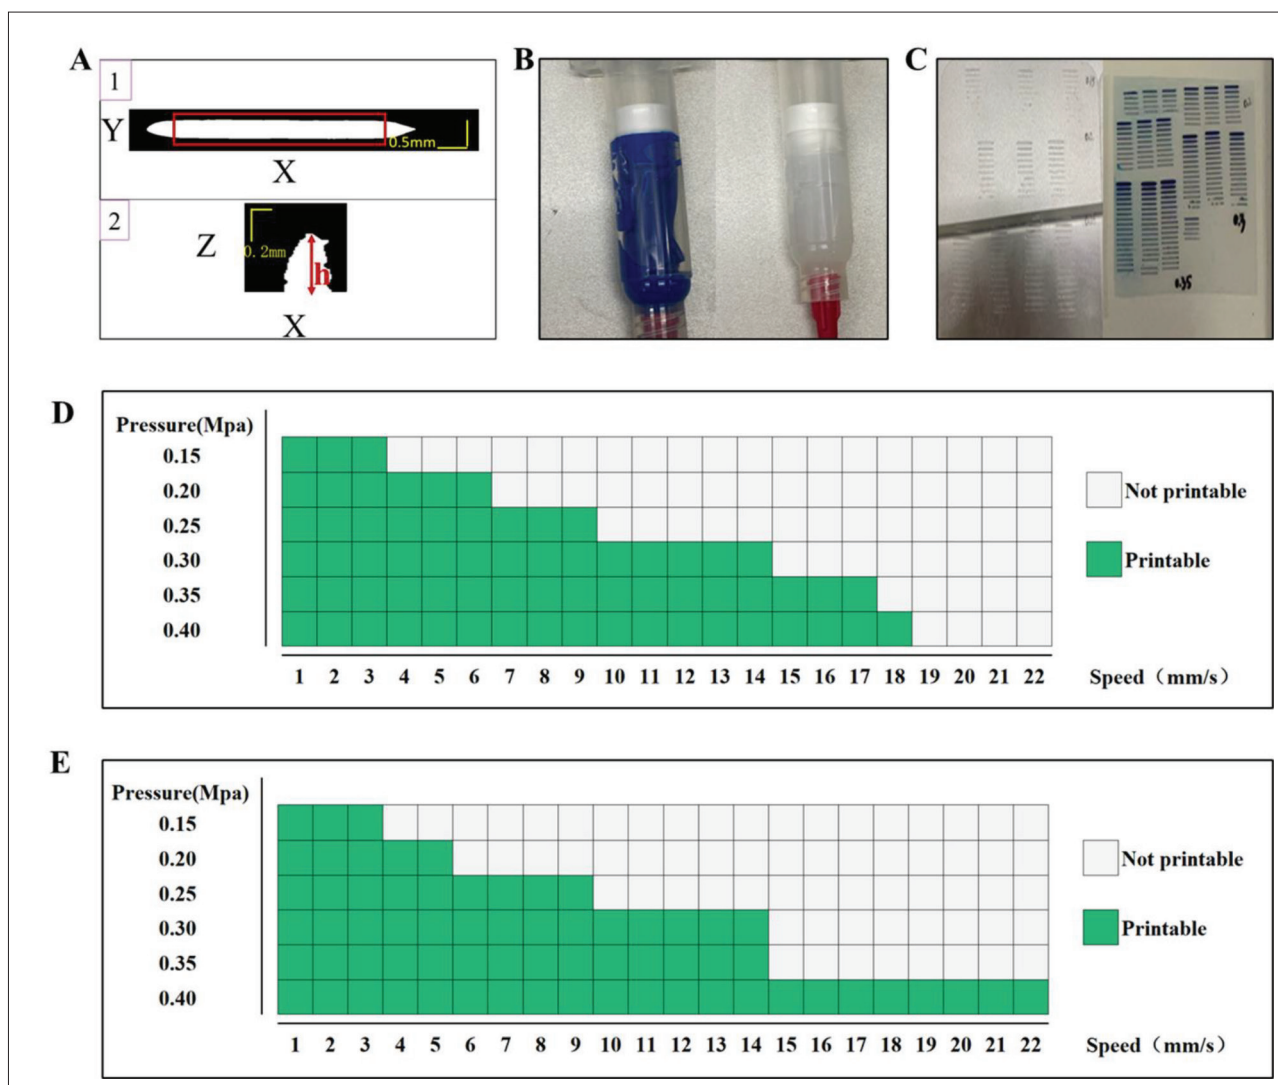 A
1
Y
0.5mm
X
2
Z
0.2mm
h
X
B
C
0.3
0.35
D
Pressure(Mpa)
0.15
0.20
0.25
0.30
0.35
0.40
1 2 3 4 5 6 7 8 9 10 11 12 13 14 15 16 17 18 19 20 21 22 Speed（mm/s）
Not printable
Printable
E
Pressure(Mpa)
0.15
0.20
0.25
0.30
0.35
0.40
1 2 3 4 5 6 7 8 9 10 11 12 13 14 15 16 17 18 19 20 21 22 Speed（mm/s）
Not printable
Printable